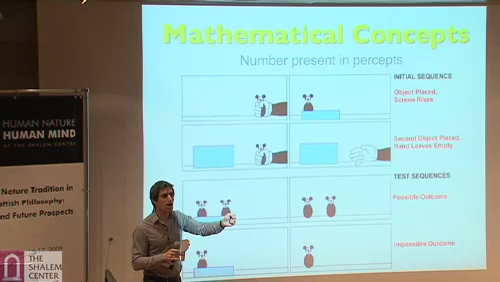 Mathematical Concepts
Number present in percepts
INITIAL SEQUENCE
Object Placed,
Screen Rises
Second Object Placed,
Hand Leaves Empty
TEST SEQUENCES
Possible Outcome
Impossible Outcome
HUMAN NATURE
HUMAN MIND
AT THE SHALEM CENTER
Nature Tradition in
ttish Philosophy:
nd Future Prospects
2009
THE
SHALEM
CENTER